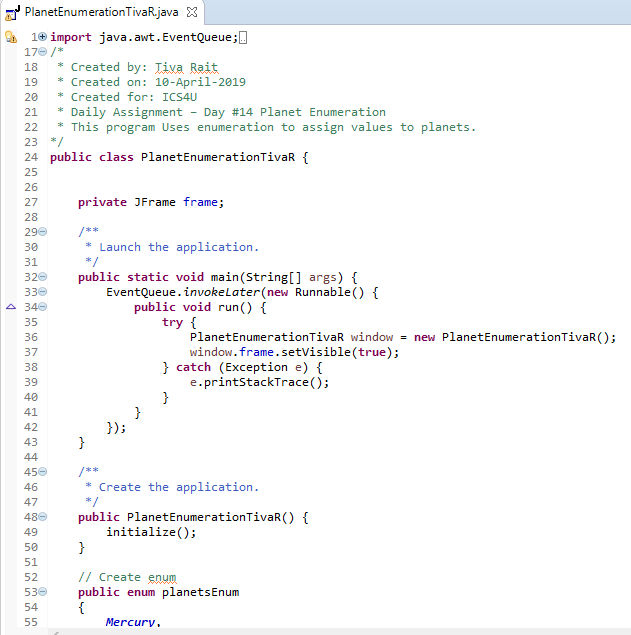 PlanetEnumerationTivaR.java
1 import java.awt.EventQueue;
17 /*
18  * Created by: Tiva Rait
19  * Created on: 10-April-2019
20  * Created for: ICS4U
21  * Daily Assignment – Day #14 Planet Enumeration
22  * This program Uses enumeration to assign values to planets.
23 */
24 public class PlanetEnumerationTivaR {
25
26
27     private JFrame frame;
28
29     /**
30      * Launch the application.
31      */
32     public static void main(String[] args) {
33         EventQueue.invokeLater(new Runnable() {
34             public void run() {
35                 try {
36                     PlanetEnumerationTivaR window = new PlanetEnumerationTivaR();
37                     window.frame.setVisible(true);
38                 } catch (Exception e) {
39                     e.printStackTrace();
40                 }
41             }
42         });
43     }
44
45     /**
46      * Create the application.
47      */
48     public PlanetEnumerationTivaR() {
49         initialize();
50     }
51
52     // Create enum
53     public enum planetsEnum
54     {
55         Mercury,